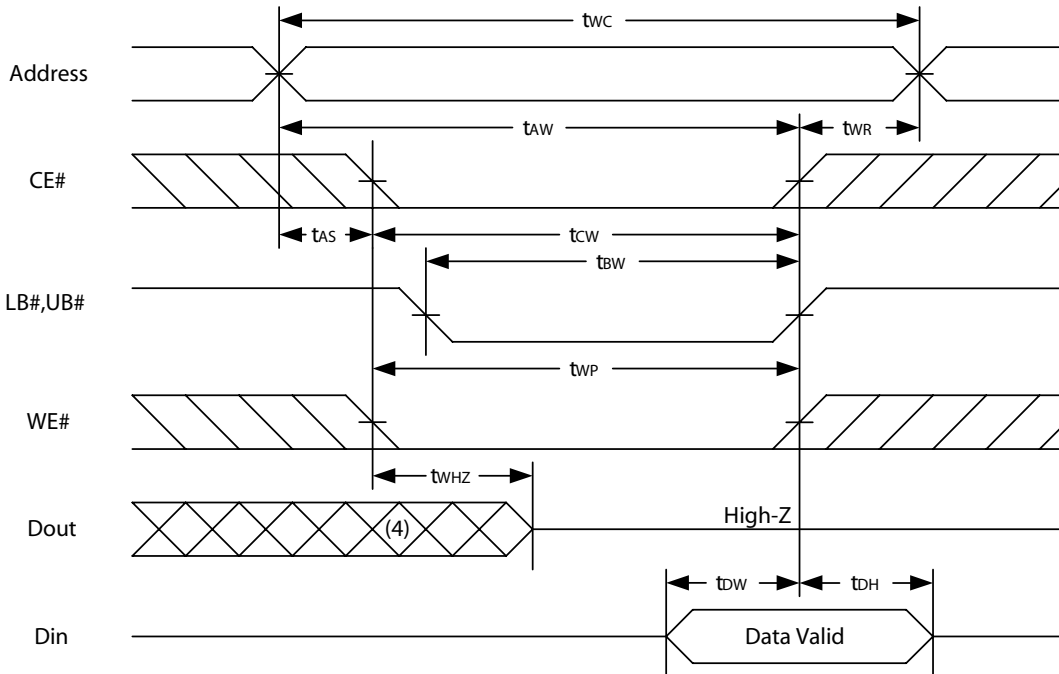 tWC
Address
tAW
tWR
CE#
tAS
tCW
tBW
LB#,UB#
tWP
WE#
tWHZ
High-Z
Dout
(4)
tDW
tDH
Din
Data Valid